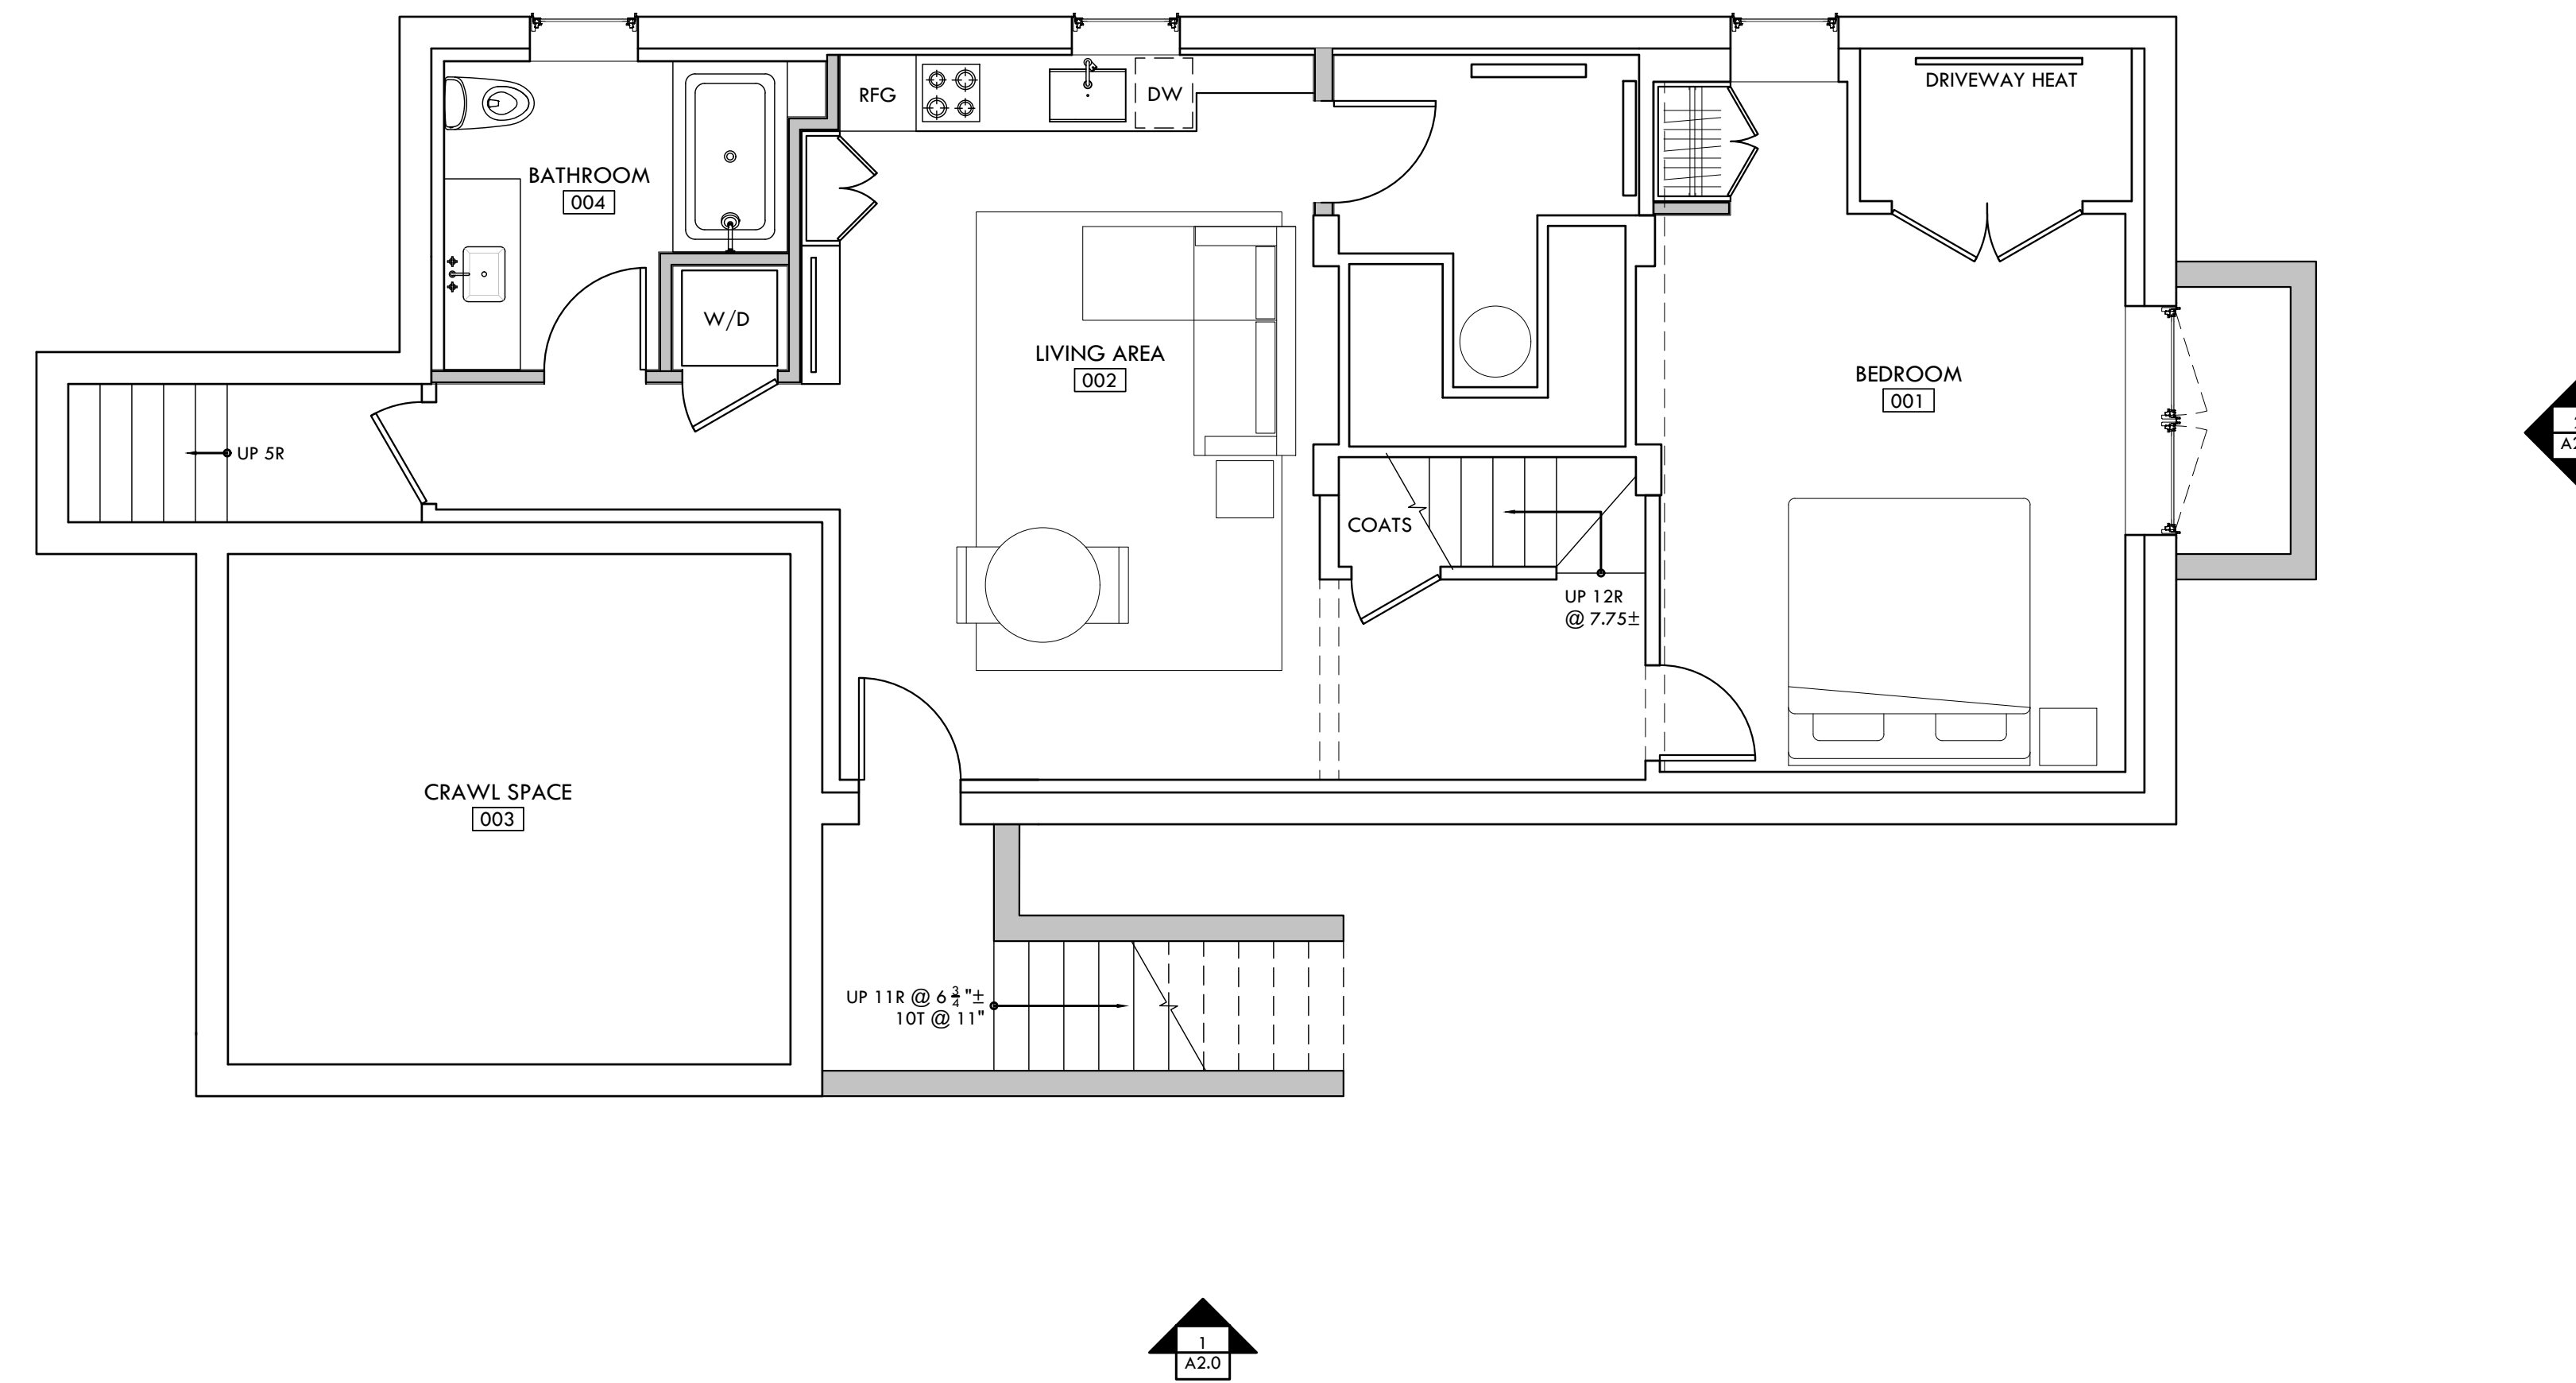 DRIVEWAY HEAT
RFG
DW
BATHROOM
004
W/D
LIVING AREA
002
BEDROOM
001
UP 5R
COATS
UP 12R
@ 7.75±
CRAWL SPACE
003
UP 11R @ 6 3/4"±
10T @ 11"
1
A2.0